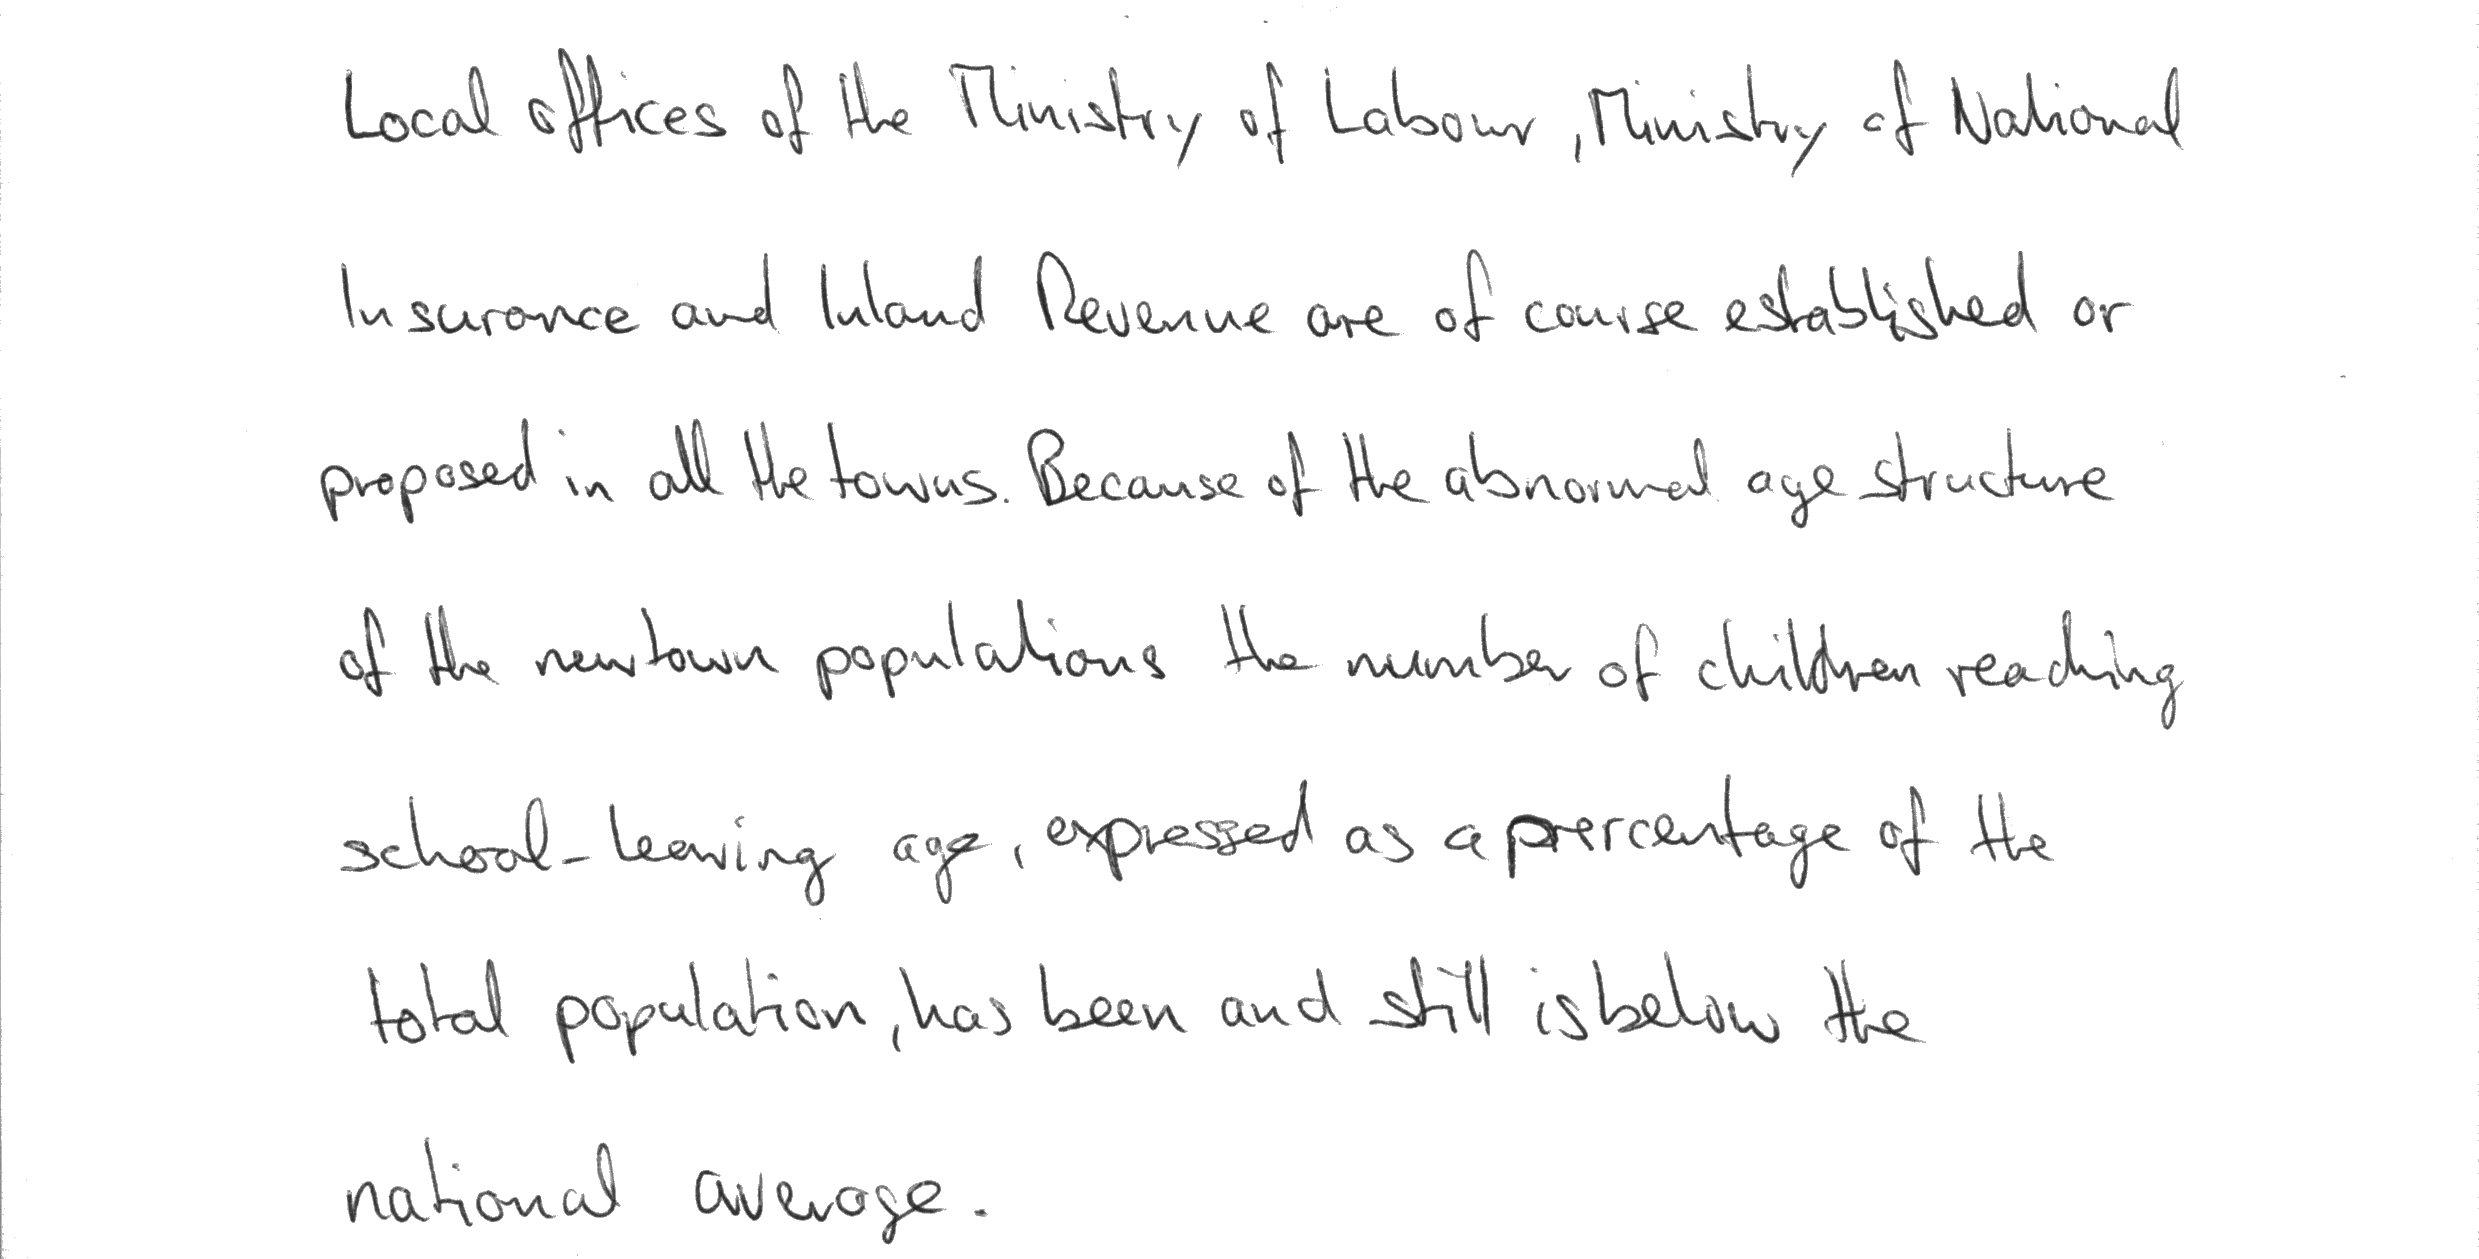 Local offices of the Ministry of Labour, Ministry of National
Insurance and Inland Revenue are of course established or
proposed in all the towns. Because of the abnormal age structure
of the new town populations the number of children reaching
school-leaving age, expressed as a percentage of the
total population, has been and still is below the
national average.